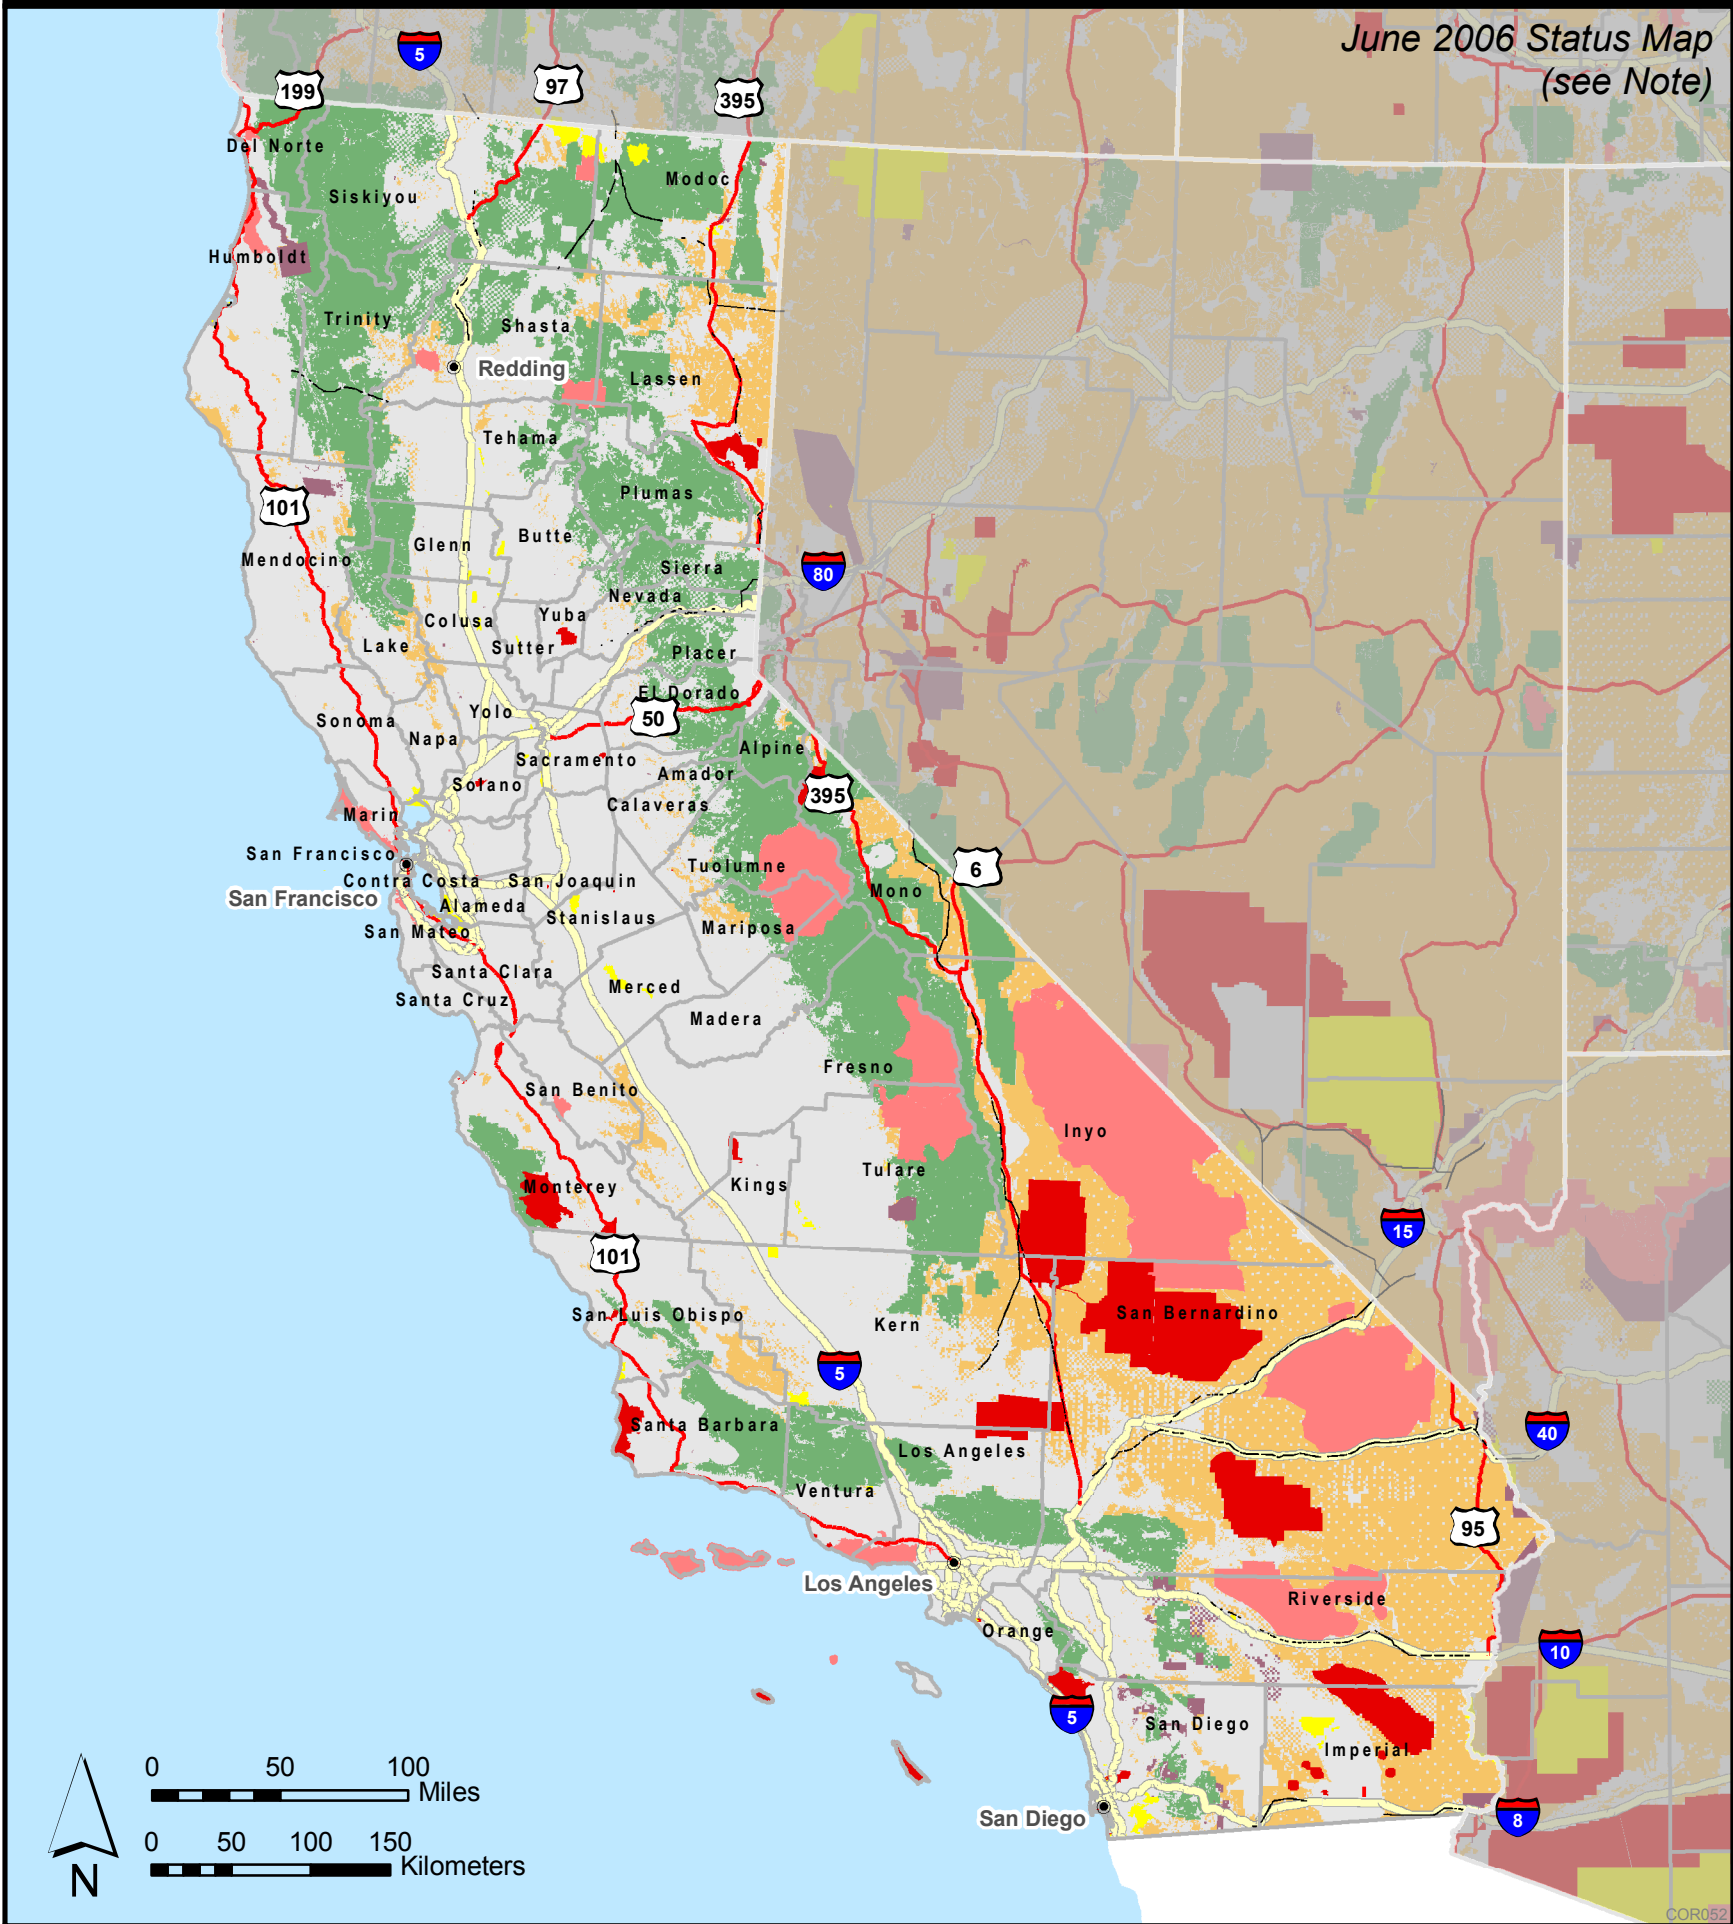 June 2006 Status Map
(see Note)
5
199
97
395
Del Norte
Modoc
Siskiyou
Humboldt
Trinity
Shasta
Redding
Lassen
Tehama
Plumas
101
Butte
Glenn
Mendocino
Sierra
80
Nevada
Yuba
Colusa
Lake
Sutter
Placer
El Dorado
Yolo
50
Sonoma
Napa
Alpine
Sacramento
Amador
Solano
395
Calaveras
Marin
San Francisco
Tuolumne
6
Contra Costa
San Joaquin
Mono
San Francisco
Alameda
Stanislaus
San Mateo
Mariposa
Santa Clara
Merced
Santa Cruz
Madera
Fresno
San Benito
Inyo
Tulare
Monterey
Kings
15
101
San Luis Obispo
San Bernardino
Kern
5
Santa Barbara
40
Los Angeles
Ventura
95
Los Angeles
Riverside
Orange
10
5
San Diego
Imperial
0 50 100
Miles
San Diego
8
0 50 100 150
Kilometers
N
COR052